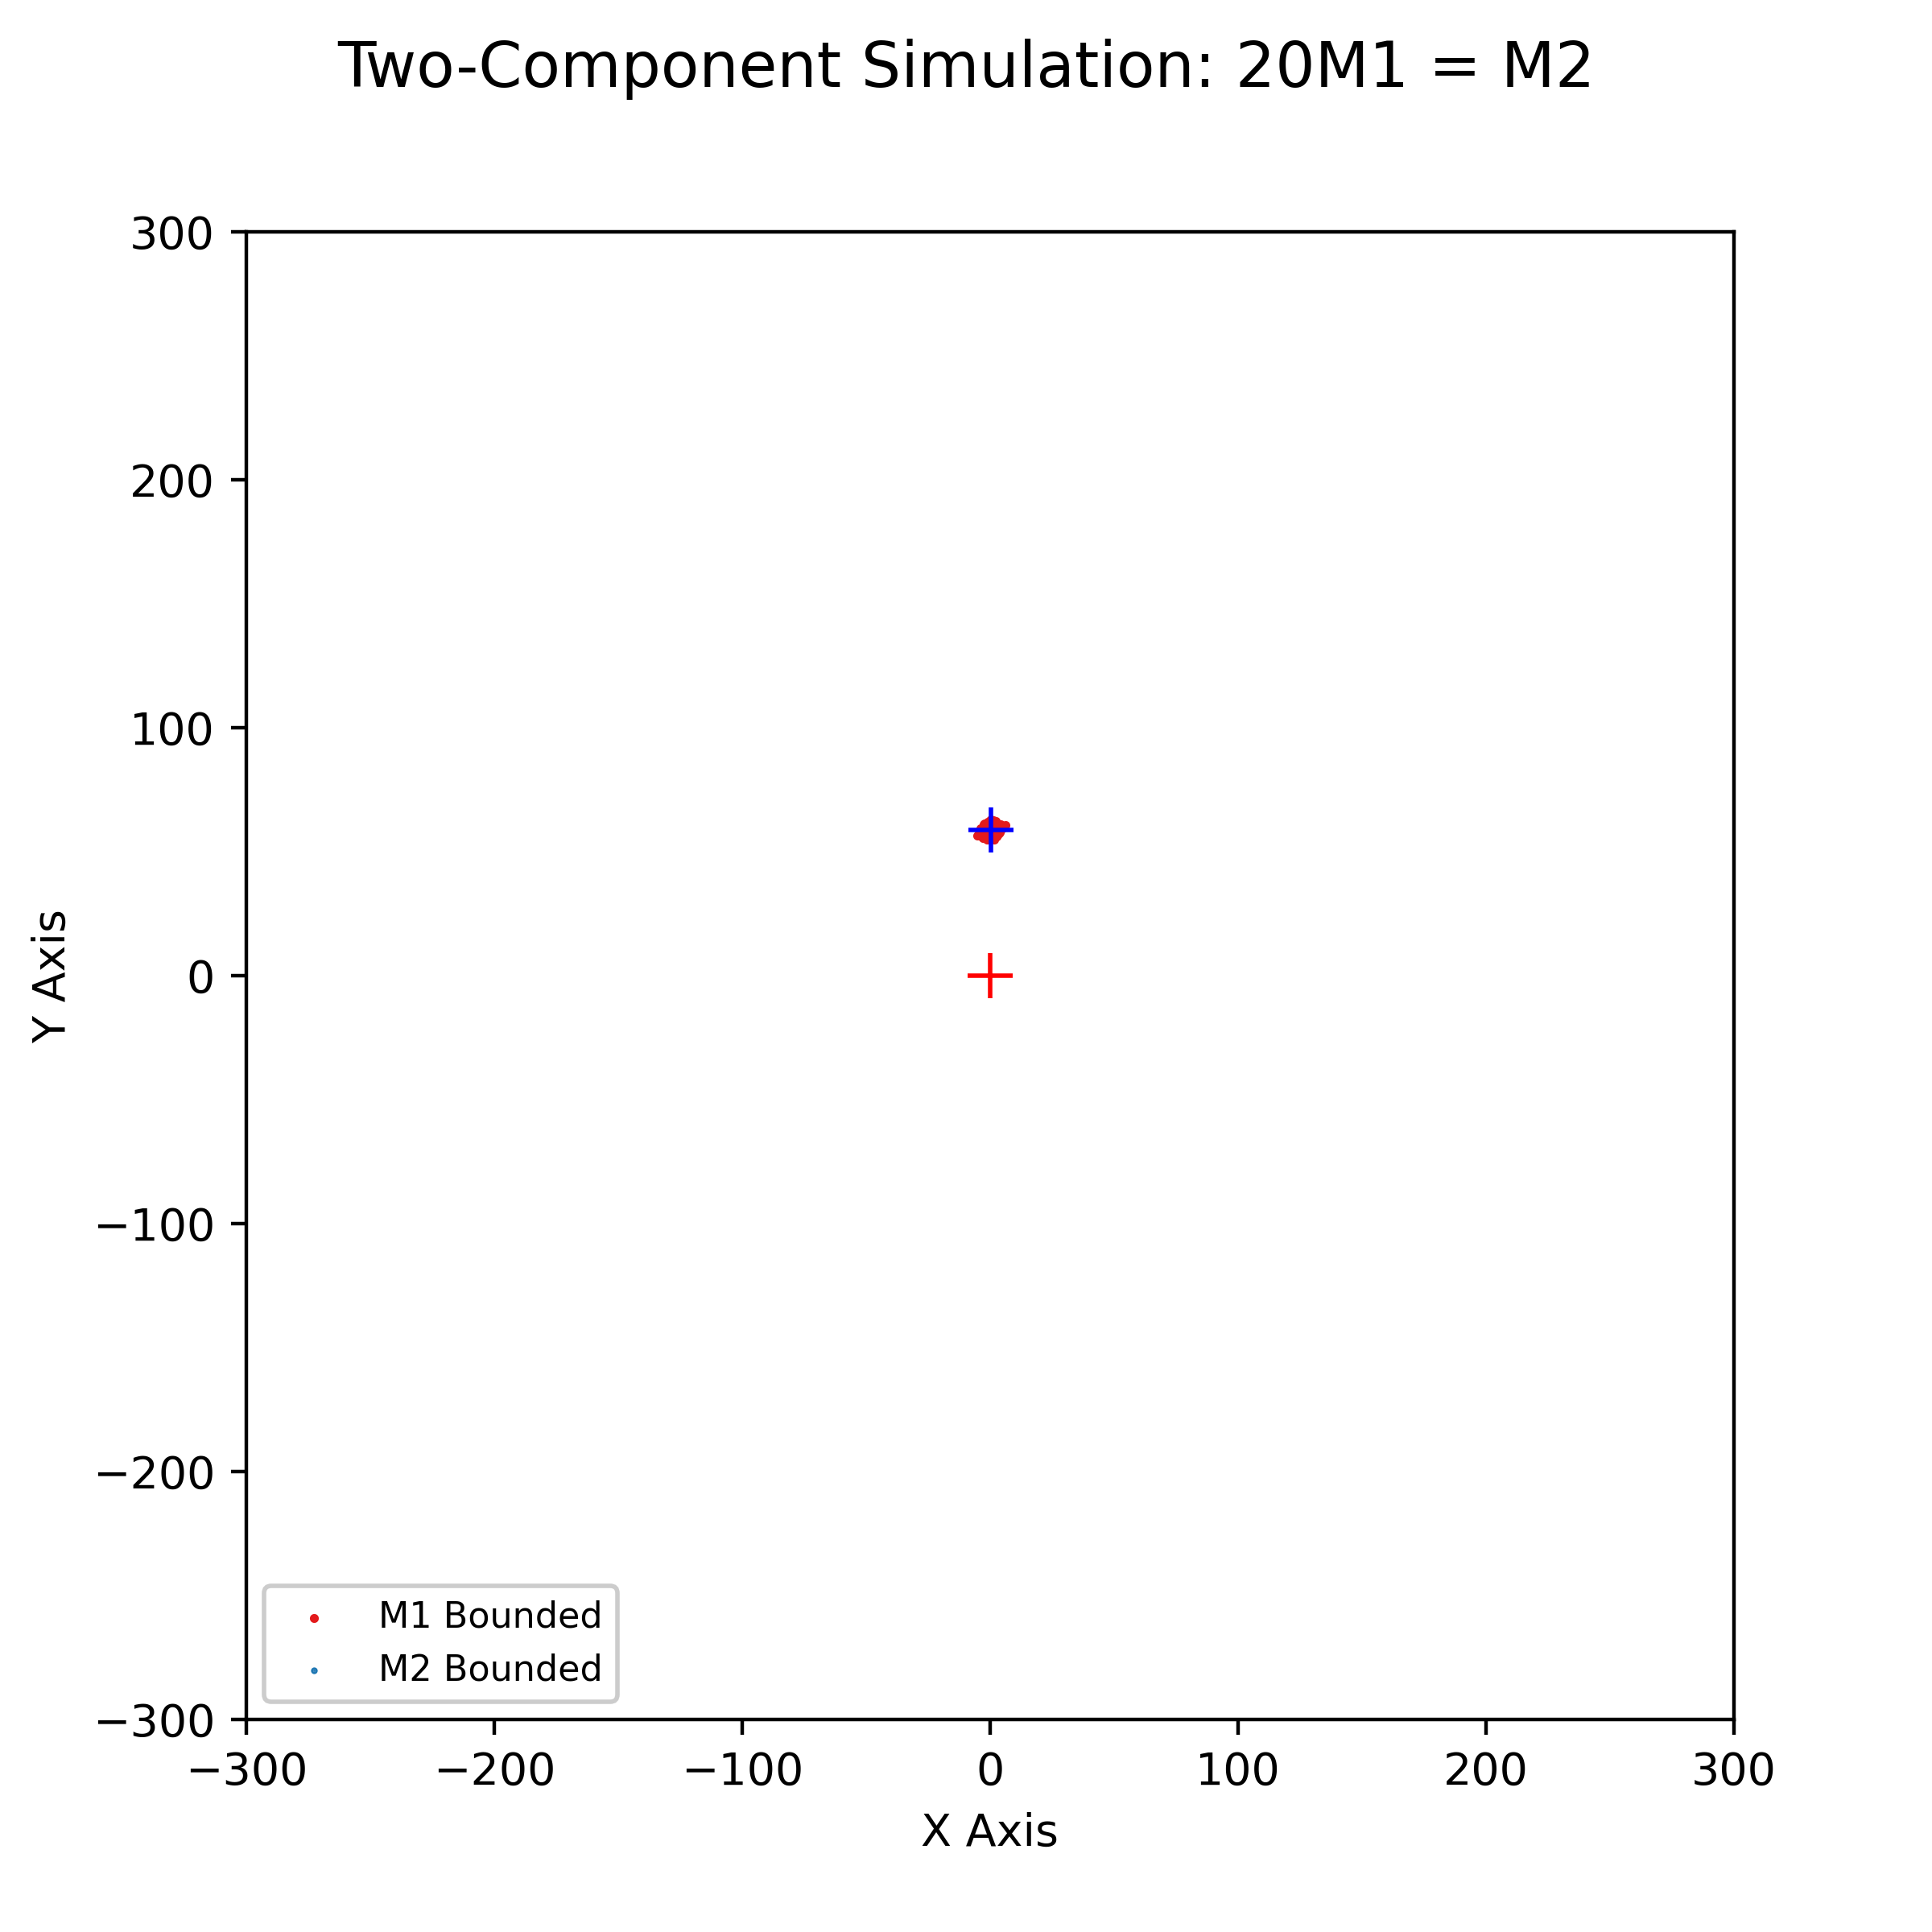 Two-Component Simulation: 20M1 = M2
300
200
100
0
−100
−200
−300
Y Axis
M1 Bounded
M2 Bounded
−300 −200 −100 0 100 200 300
X Axis